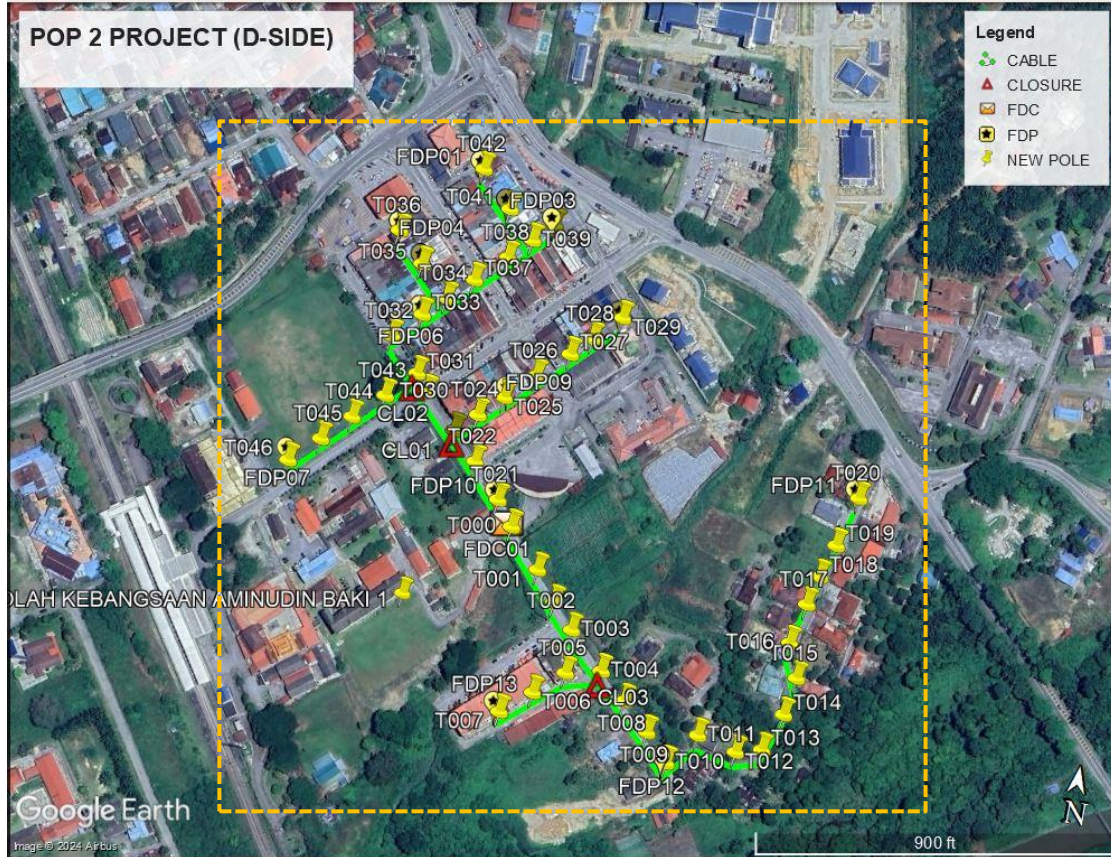 POP 2 PROJECT (D-SIDE)
Legend
CABLE
CLOSURE
FDC
FDP
NEW POLE
T042
FDP01
T041
FDP03
T036
FDP04
T038
T039
T035
T037
T034
T033
T032
FDP06
T028
T029
T027
T026
T031
T043
T030
FDP09
T044
T024
T025
CL02
T045
T022
T046
CL01
FDP07
T021
T020
FDP10
FDP11
T000
T019
FDC01
T018
T001
T017
T002
OLAH KEBANGSAAN AMINUDIN BAKI 1
T003
T016
T005
T015
T004
FDP13
T006
CL03
T007
T014
T008
T011
T013
T009
T010
T012
FDP12
Google Earth
Image © 2024 Airbus
900 ft
N